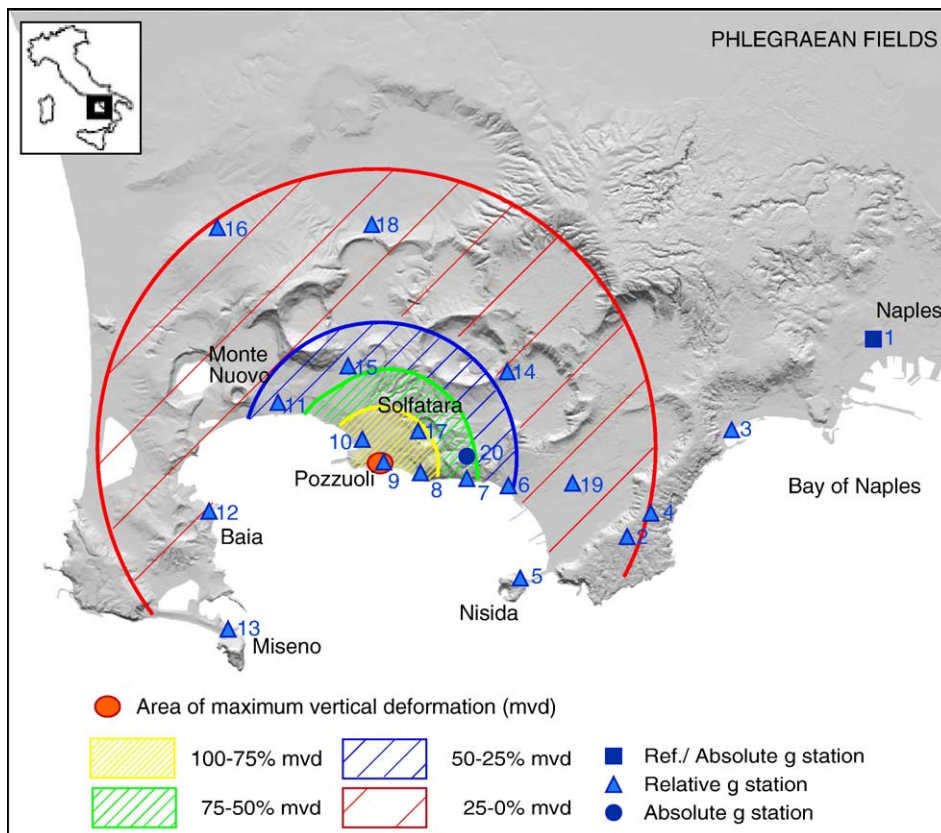 PHLEGRAEAN FIELDS
16
18
Naples
1
Monte
Nuovo
15
14
11
Solfatara
3
10
17
20
Pozzuoli
9
8
7
6
19
Bay of Naples
12
Baia
4
2
5
Nisida
13
Miseno
Area of maximum vertical deformation (mvd)
100-75% mvd
50-25% mvd
Ref./ Absolute g station
Relative g station
75-50% mvd
25-0% mvd
Absolute g station